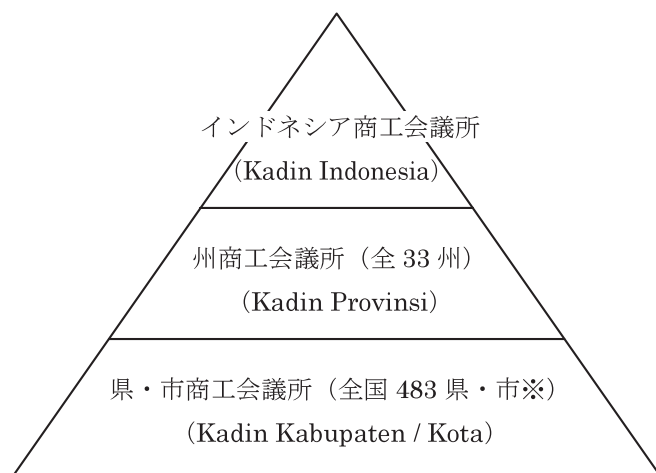 インドネシア商工会議所
（Kadin Indonesia）
州商工会議所（全 33 州）
（Kadin Provinsi）
県・市商工会議所（全国 483 県・市※）
（Kadin Kabupaten / Kota）